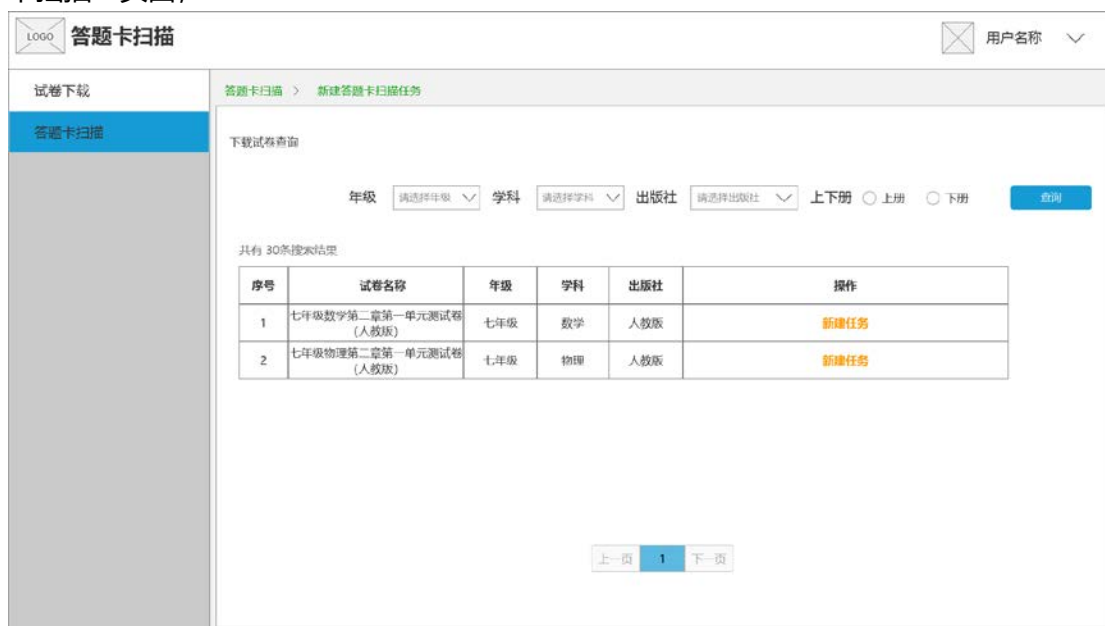 LOGO 答题卡扫描 用户名称
试卷下载
答题卡扫描 > 新建答题卡扫描任务
答题卡扫描
下载试卷查询
年级 请选择年级 学科 请选择学科 出版社 请选择出版社 上下册 上册 下册 查询
共有 30条搜索结果
序号 试卷名称 年级 学科 出版社 操作
1 七年级数学第二章第一单元测试卷 七年级 数学 人教版 新建任务
(人教版)
2 七年级物理第二章第一单元测试卷 七年级 物理 人教版 新建任务
(人教版)
上一页 1 下一页